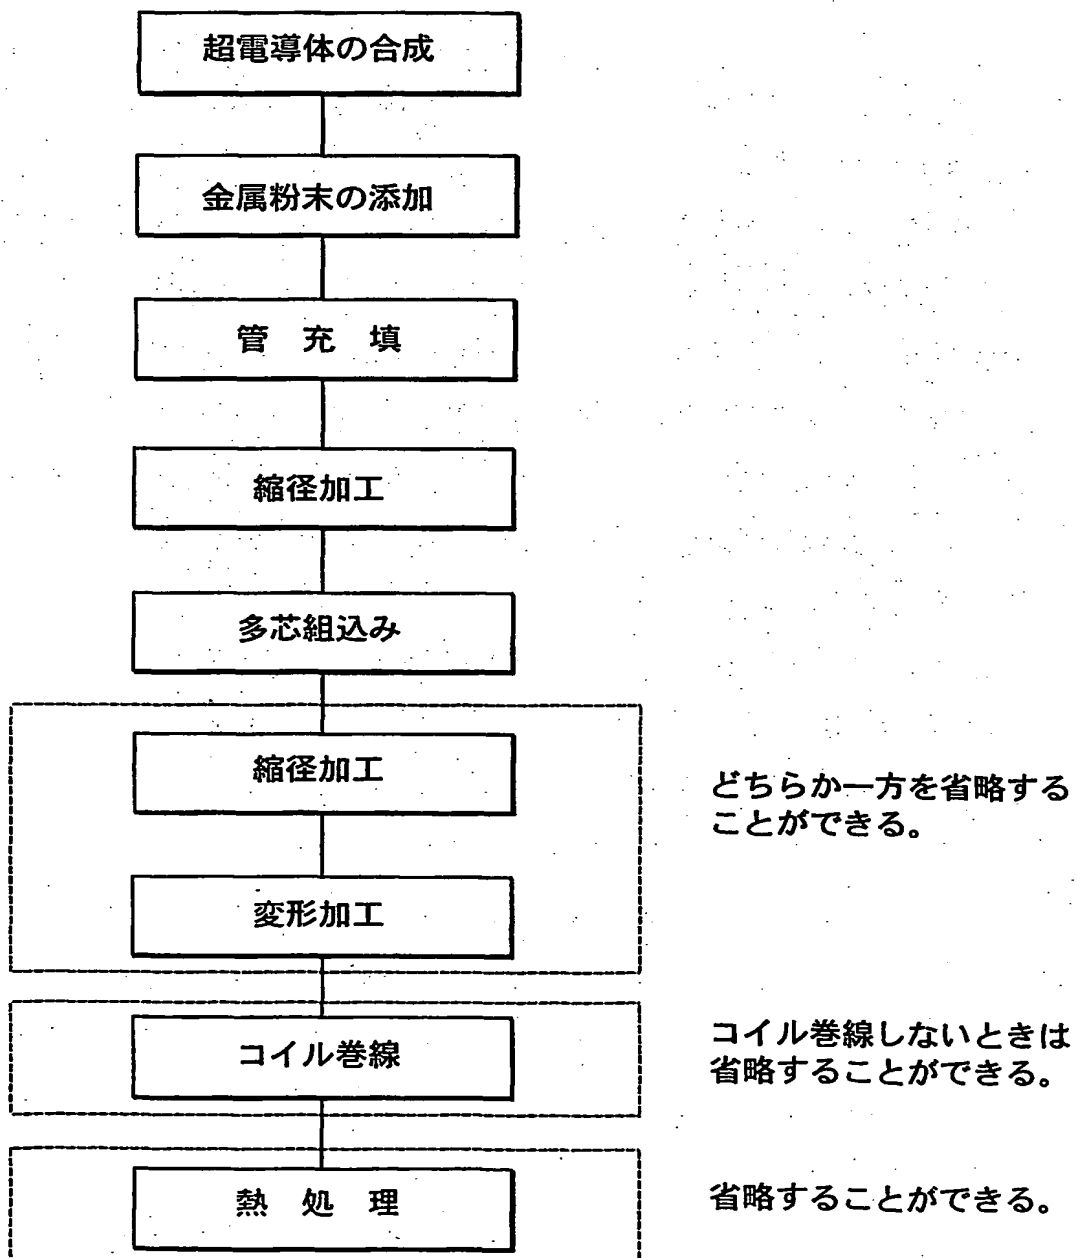 超電導体の合成
金属粉末の添加
管 充 填
縮径加工
多芯組込み
縮径加工
どちらか一方を省略する
ことができる。
変形加工
コイル巻線
コイル巻線しないときは
省略することができる。
熱 処 理
省略することができる。